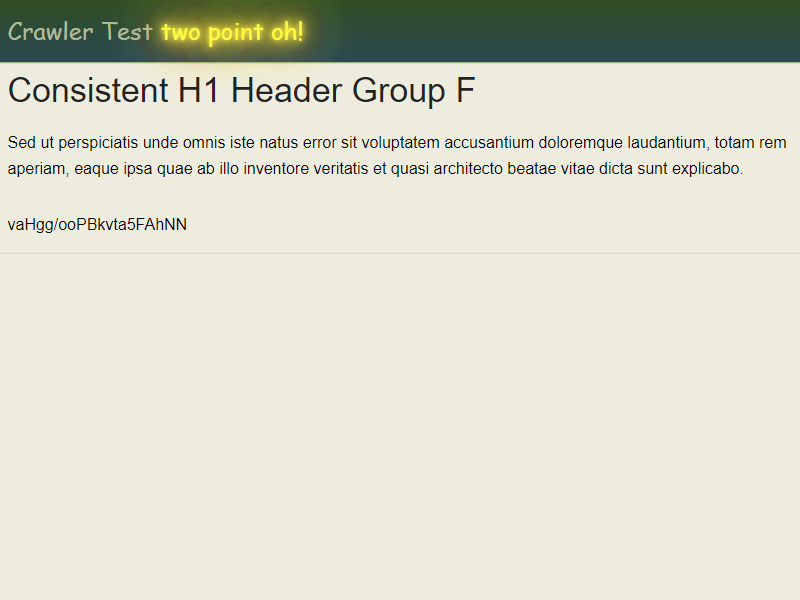 Crawler Test two point oh!
Consistent H1 Header Group F
Sed ut perspiciatis unde omnis iste natus error sit voluptatem accusantium doloremque laudantium, totam rem
aperiam, eaque ipsa quae ab illo inventore veritatis et quasi architecto beatae vitae dicta sunt explicabo.
vaHgg/ooPBkvta5FAhNN